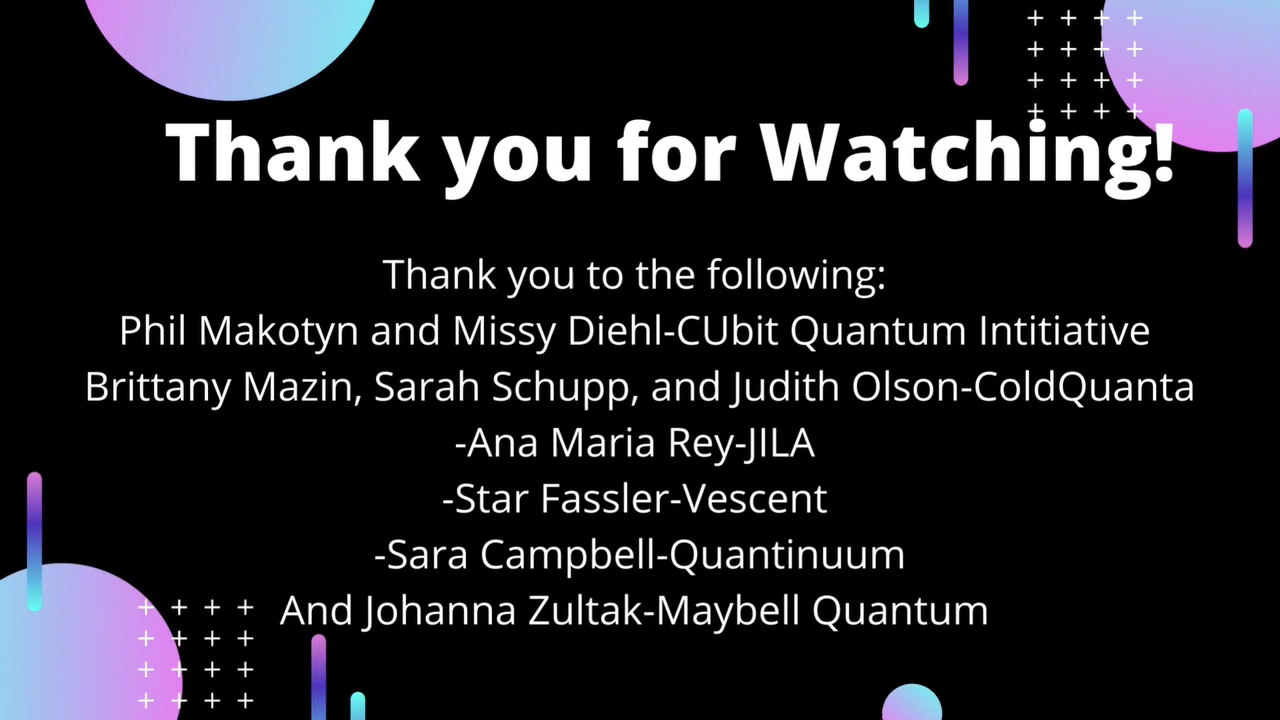 Thank you for Watching!
Thank you to the following:
Phil Makotyn and Missy Diehl-CUbit Quantum Intitiative
Brittany Mazin, Sarah Schupp, and Judith Olson-ColdQuanta
-Ana Maria Rey-JILA
-Star Fassler-Vescent
-Sara Campbell-Quantinuum
And Johanna Zultak-Maybell Quantum